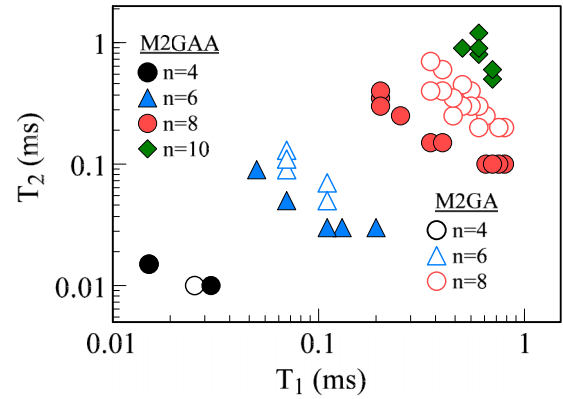 M2GAA
n=4
n=6
n=8
n=10
M2GA
n=4
n=6
n=8
T2 (ms)
1
0.1
0.01
0.01
0.1
1
T1 (ms)